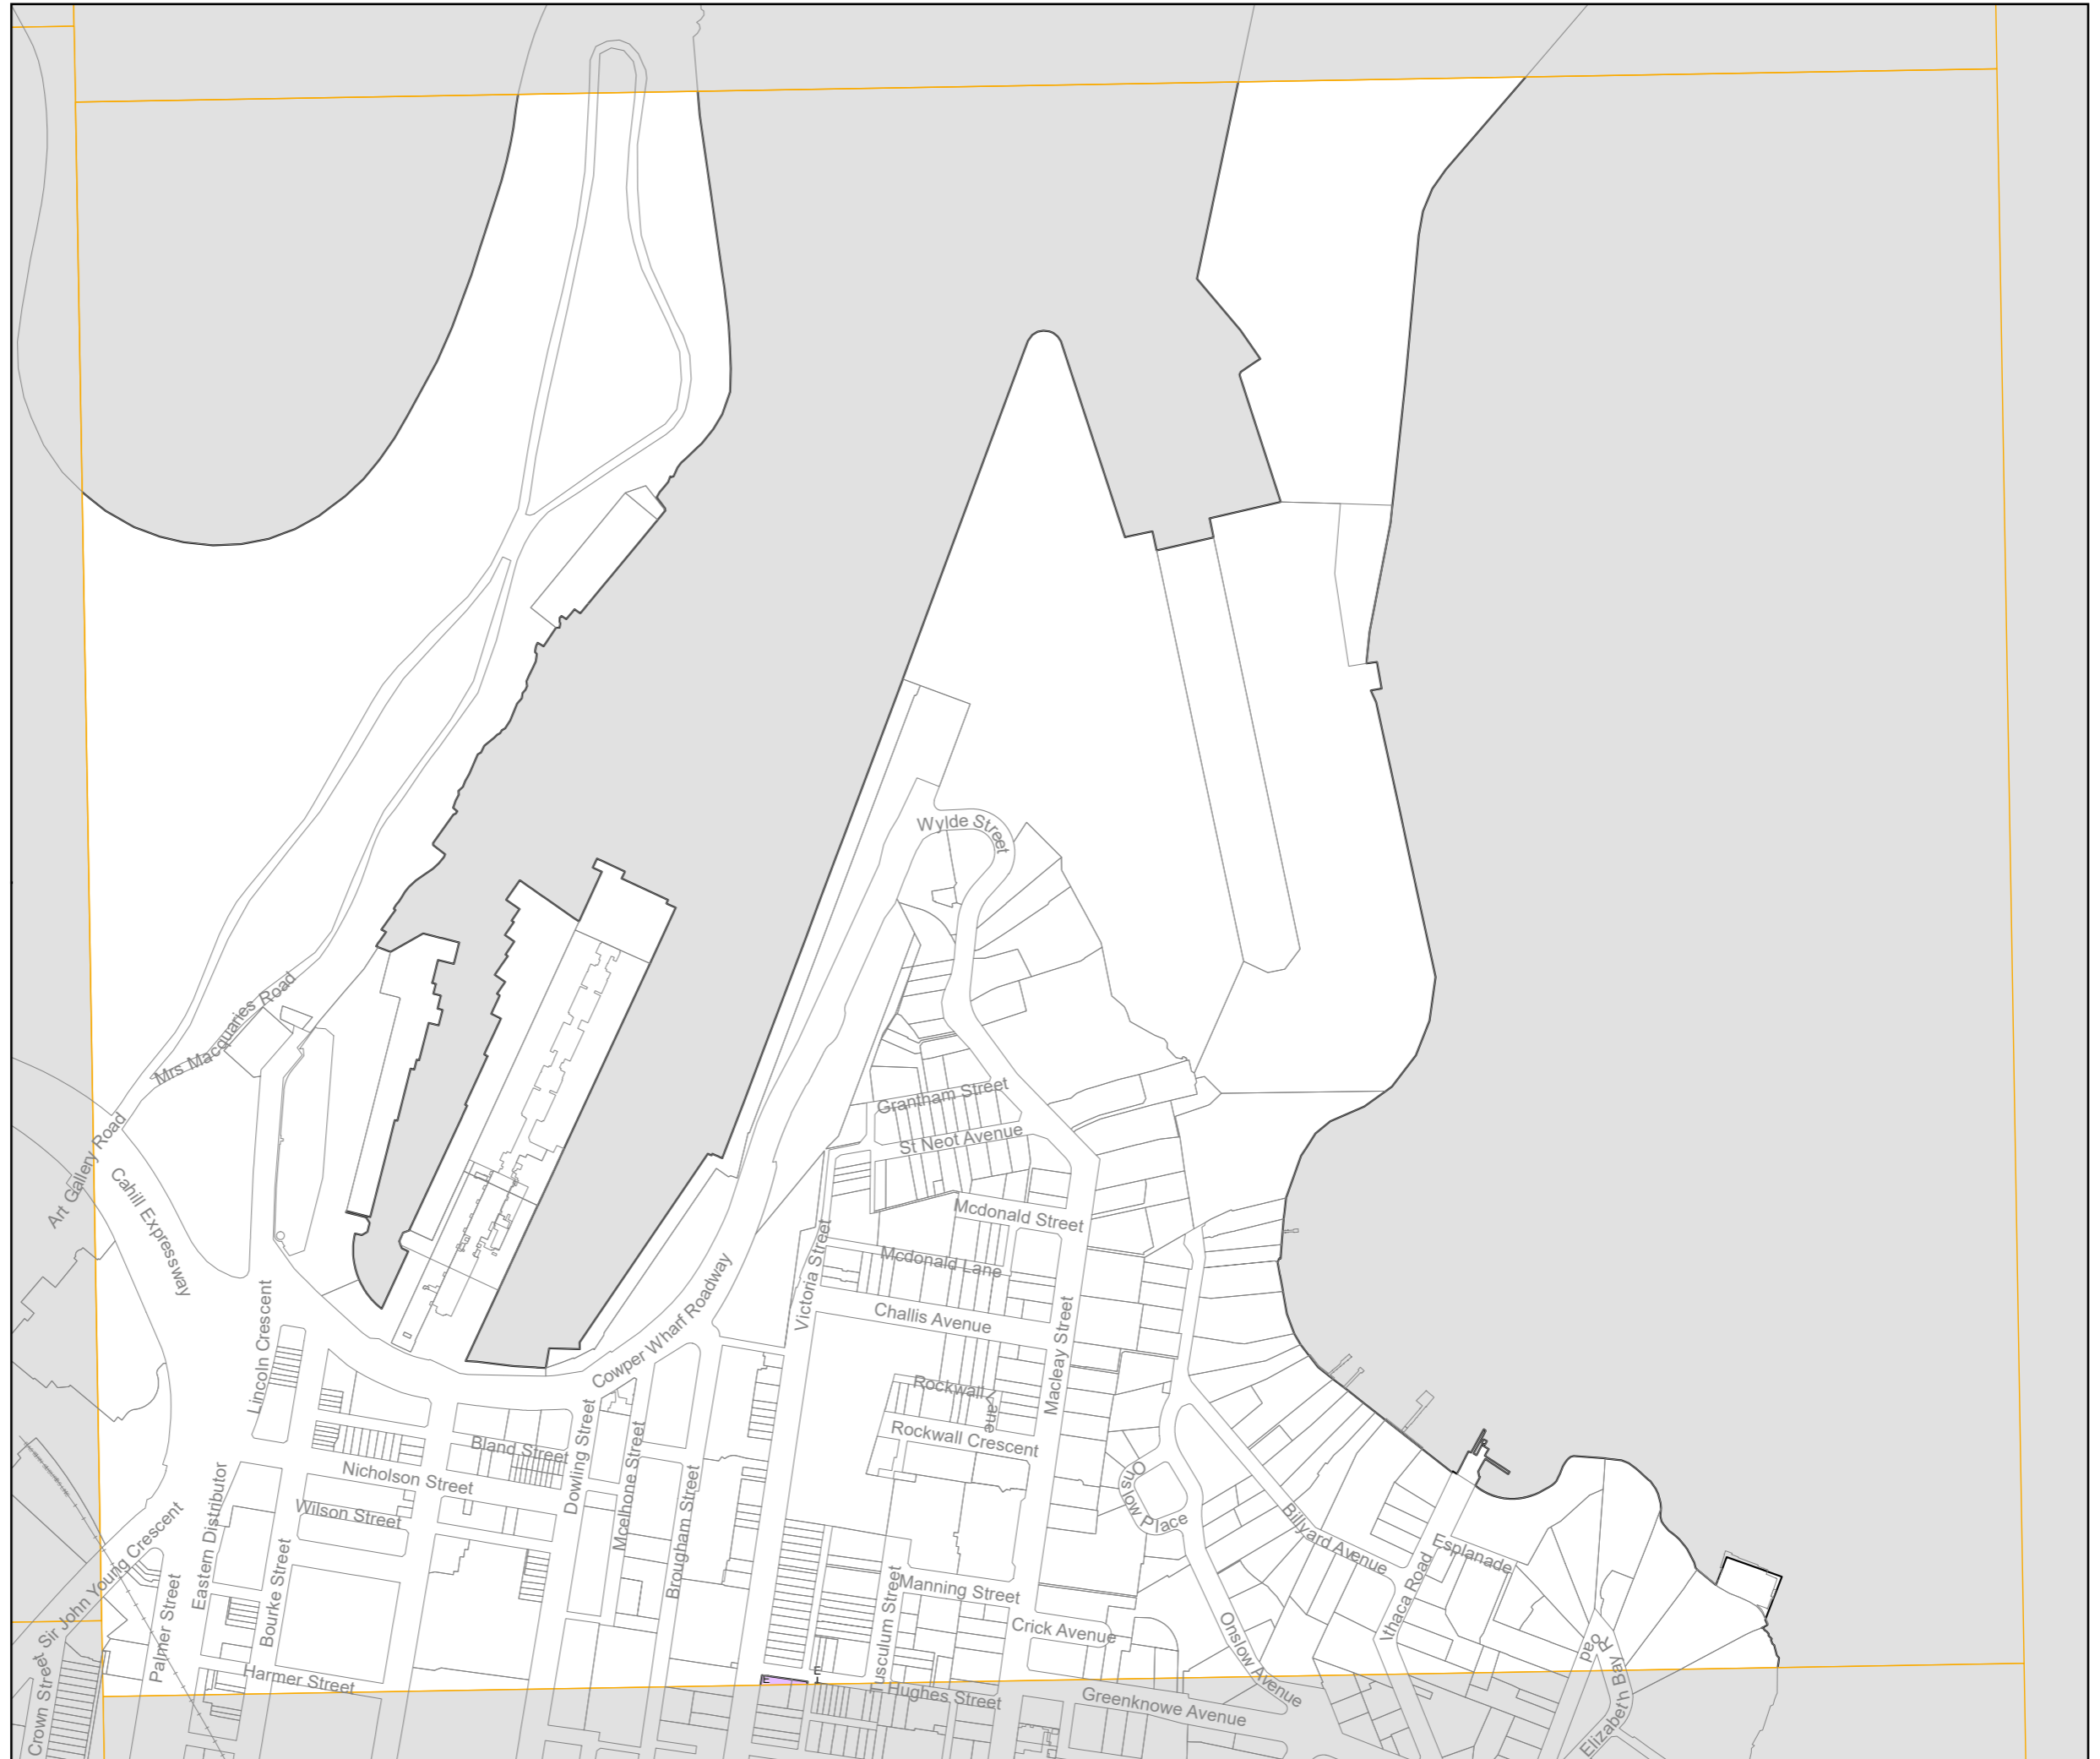 Wylde Street
Mrs Macquaries Road
Grantham Street
St Neot Avenue
Art Gallery Road
Cahill Expressway
Mcdonald Street
Victoria Street
Mcdonald Lane
Cowper Wharf Roadway
Lincoln Crescent
Challis Avenue
Macleay Street
Rockwall Lane
Rockwall Crescent
Bland Street
Dowling Street
Mcelhone Street
Nicholson Street
Wilson Street
Brougham Street
Onslow Place
Eastern Distributor
Billyard Avenue
Esplanade
Sir John Young Crescent
Bourke Street
Palmer Street
Tusculum Street
Manning Street
Ithaca Road
Crick Avenue
Onslow Avenue
Harmer Street
Crown Street
E
E
I
Hughes Street
Greenknowe Avenue
Elizabeth Bay Road